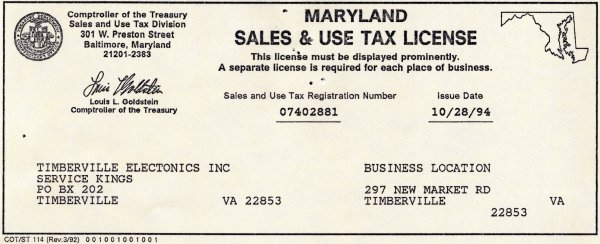 Comptroller of the Treasury
Sales and Use Tax Division
301 W. Preston Street
Baltimore, Maryland
21201-2383
MARYLAND
SALES & USE TAX LICENSE
This license must be displayed prominently.
A separate license is required for each place of business.
Louis L. Goldstein
Louis L. Goldstein
Comptroller of the Treasury
Sales and Use Tax Registration Number
07402881
Issue Date
10/28/94
TIMBERVILLE ELECTONICS INC
SERVICE KINGS
PO BX 202
TIMBERVILLE VA 22853
BUSINESS LOCATION
297 NEW MARKET RD
TIMBERVILLE VA
22853
COT/ST 114 (Rev.3/92) 001001001001